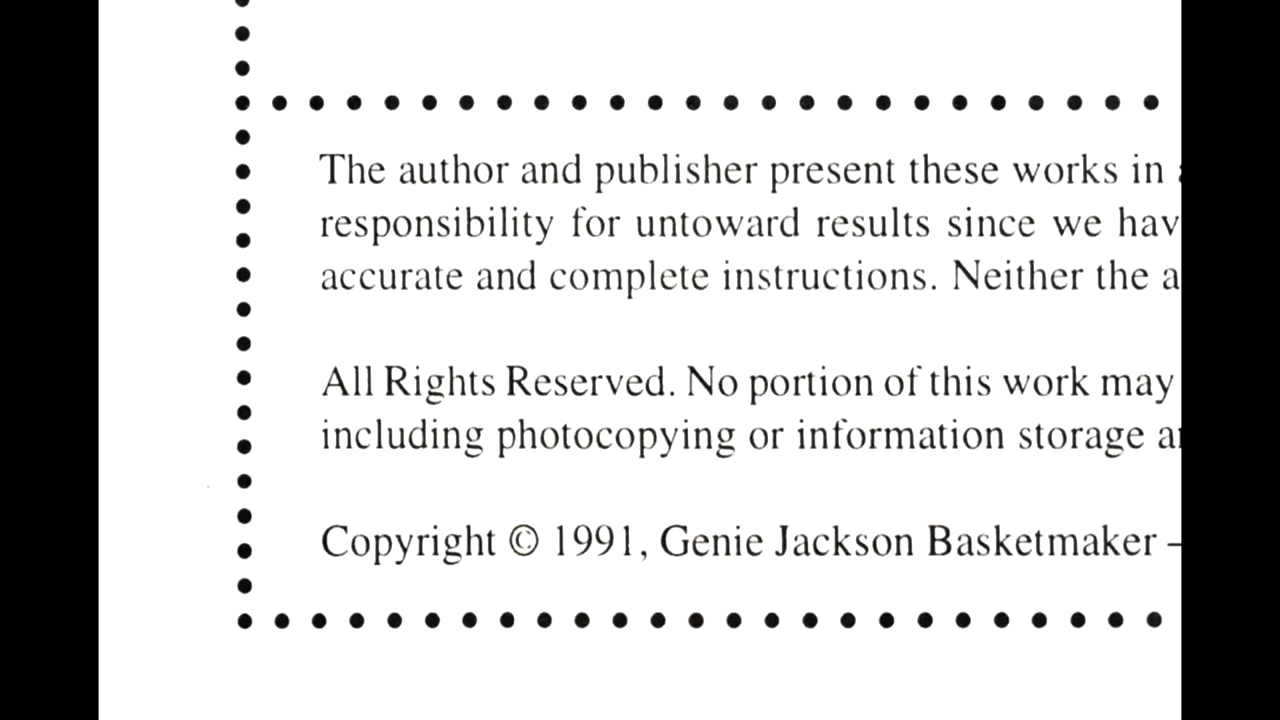 The author and publisher present these works in
responsibility for untoward results since we hav
accurate and complete instructions. Neither the a
All Rights Reserved. No portion of this work may
including photocopying or information storage a
Copyright © 1991, Genie Jackson Basketmaker –